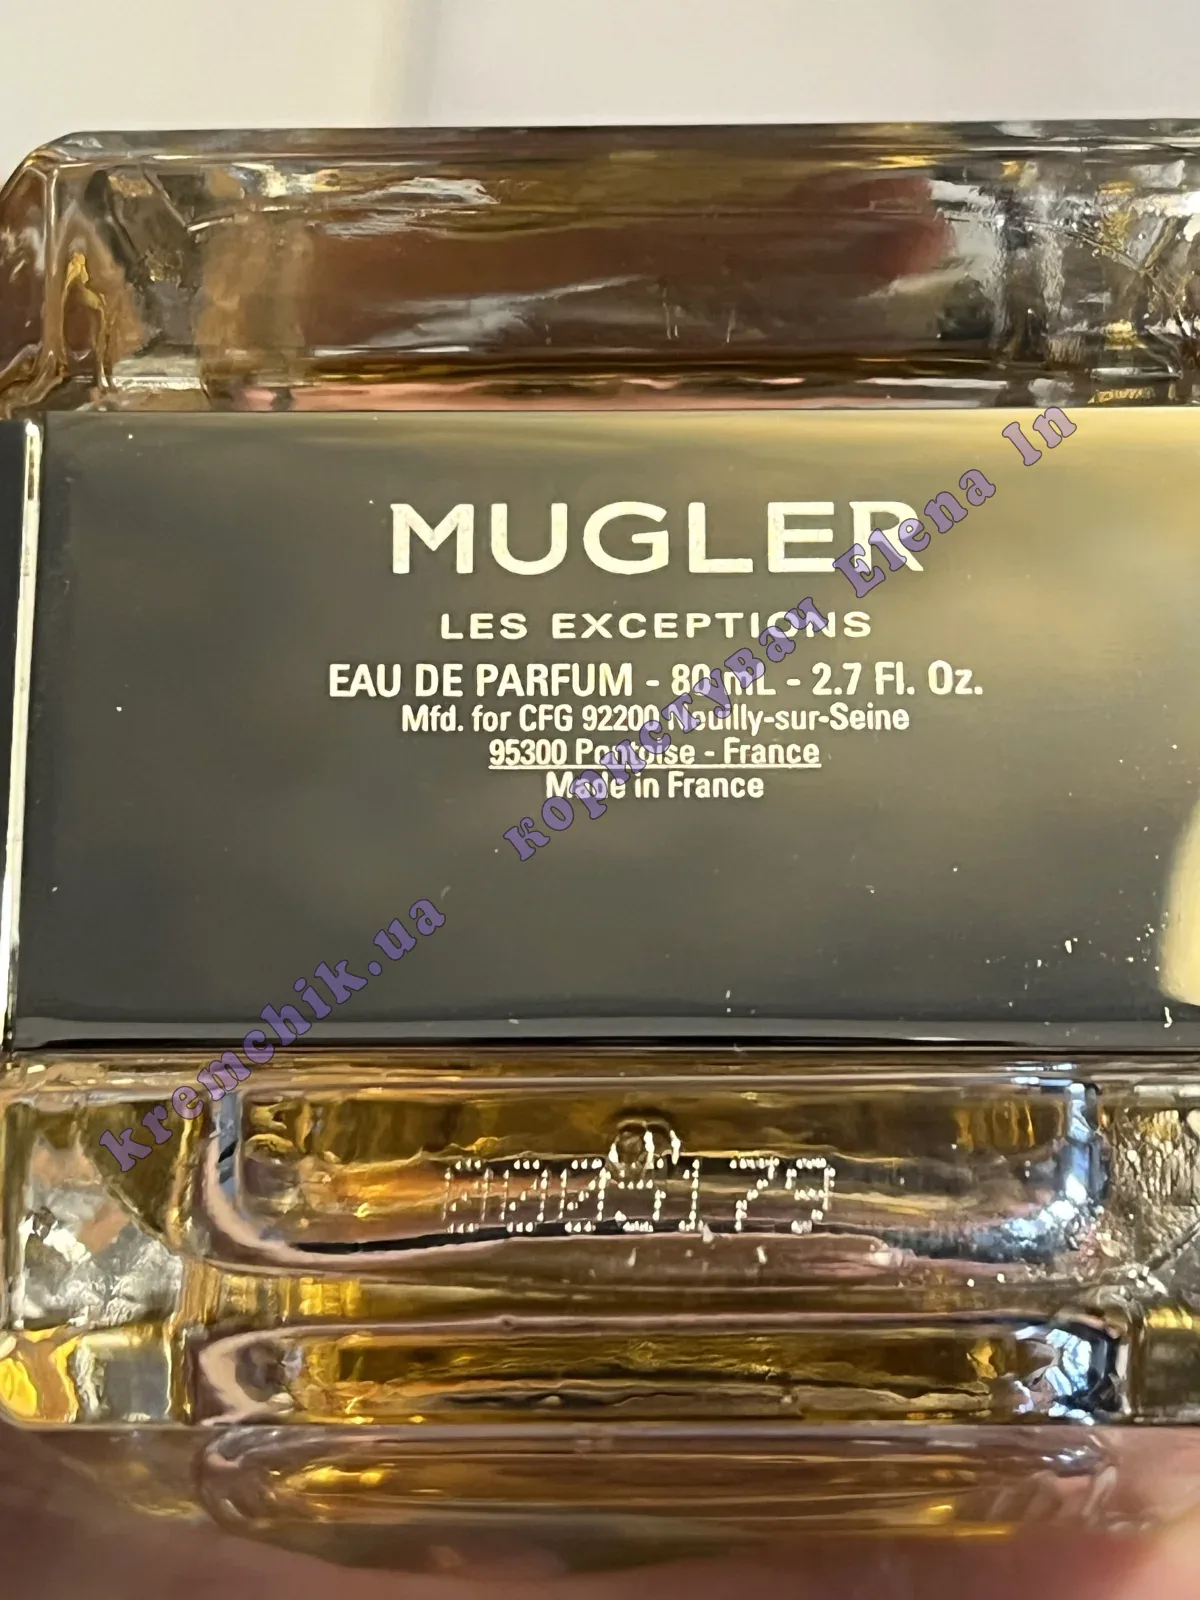 MUGLER
LES EXCEPTIONS
EAU DE PARFUM - 80 mL - 2.7 Fl. Oz.
Mfd. for CFG 92200 Neuilly-sur-Seine
95300 Pontoise - France
Made in France
kremchik.ua користувач Elena In